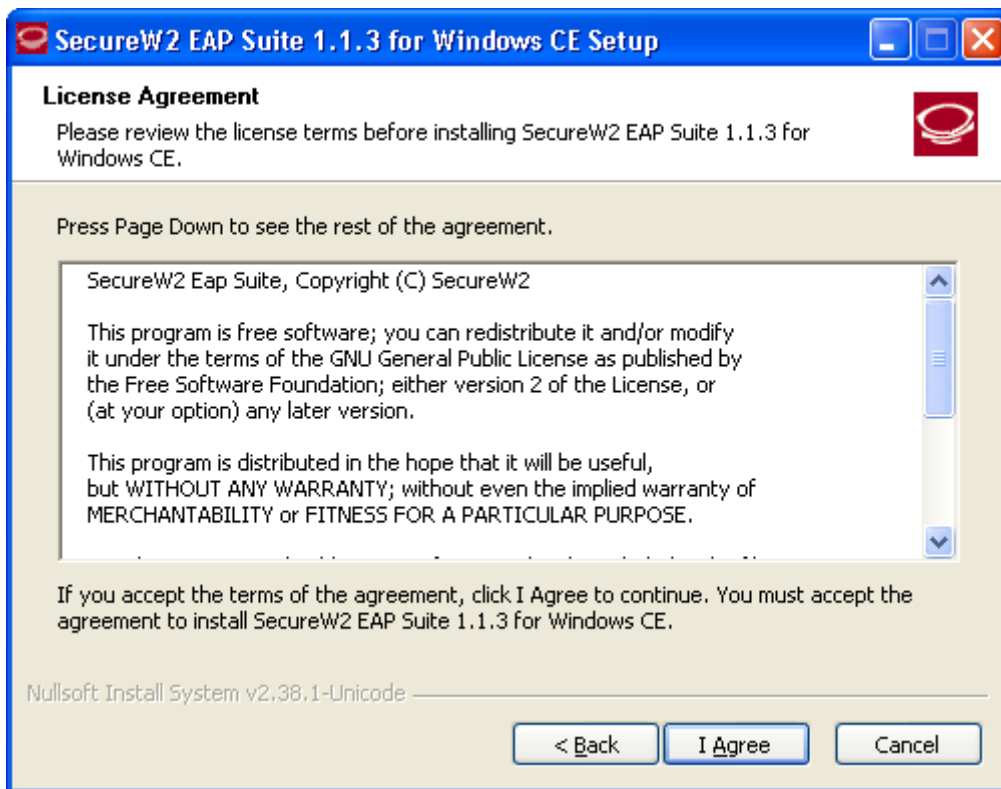 SecureW2 EAP Suite 1.1.3 for Windows CE Setup
License Agreement
Please review the license terms before installing SecureW2 EAP Suite 1.1.3 for
Windows CE.
Press Page Down to see the rest of the agreement.
SecureW2 Eap Suite, Copyright (C) SecureW2
This program is free software; you can redistribute it and/or modify
it under the terms of the GNU General Public License as published by
the Free Software Foundation; either version 2 of the License, or
(at your option) any later version.
This program is distributed in the hope that it will be useful,
but WITHOUT ANY WARRANTY; without even the implied warranty of
MERCHANTABILITY or FITNESS FOR A PARTICULAR PURPOSE.
If you accept the terms of the agreement, click I Agree to continue. You must accept the
agreement to install SecureW2 EAP Suite 1.1.3 for Windows CE.
Nullsoft Install System v2.38.1-Unicode
< Back
I Agree
Cancel